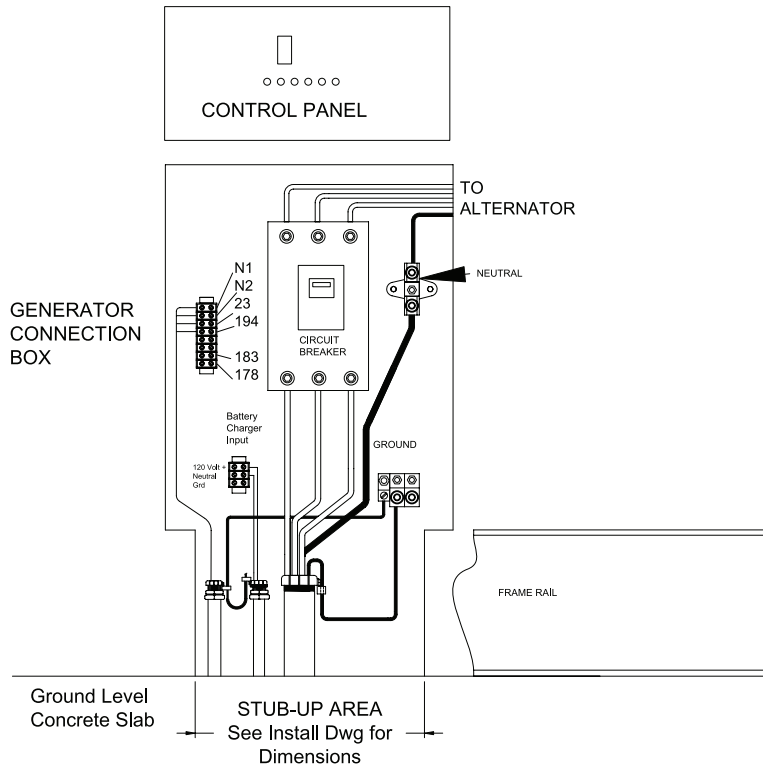 CONTROL PANEL
TO
ALTERNATOR
NEUTRAL
N1
N2
23
194
183
178
GENERATOR
CONNECTION
BOX
CIRCUIT
BREAKER
Battery
Charger
Input
GROUND
120 Volt +
Neutral
Grd
FRAME RAIL
Ground Level
Concrete Slab
STUB-UP AREA
See Install Dwg for
Dimensions